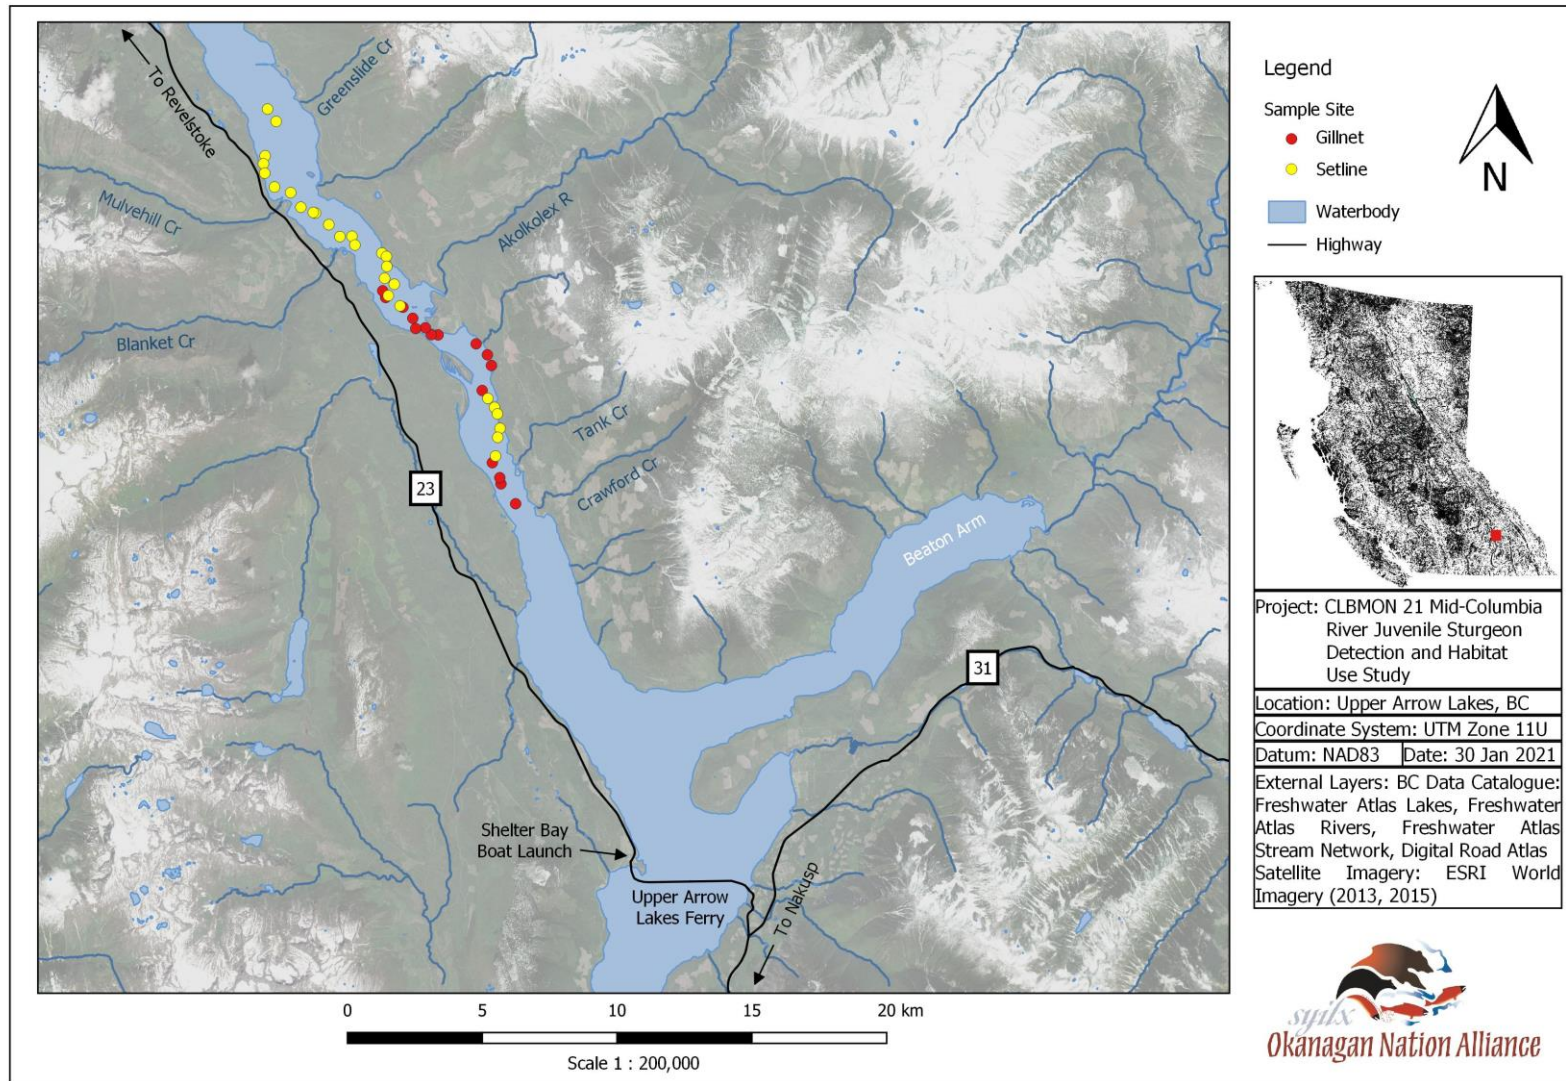 To Revelstoke
Greenslide Cr
Mulvehill Cr
Akolkolex R
Blanket Cr
Tank Cr
Crawford Cr
23
Beaton Arm
31
Shelter Bay
Boat Launch
Upper Arrow
Lakes Ferry
To Nakusp
0 5 10 15 20 km
Scale 1 : 200,000
Legend
Sample Site
Gillnet
Setline
Waterbody
Highway
N
Project: CLBMON 21 Mid-Columbia
River Juvenile Sturgeon
Detection and Habitat
Use Study
Location: Upper Arrow Lakes, BC
Coordinate System: UTM Zone 11U
Datum: NAD83 Date: 30 Jan 2021
External Layers: BC Data Catalogue:
Freshwater Atlas Lakes, Freshwater
Atlas Rivers, Freshwater Atlas
Stream Network, Digital Road Atlas
Satellite Imagery: ESRI World
Imagery (2013, 2015)
syilx
Okanagan Nation Alliance